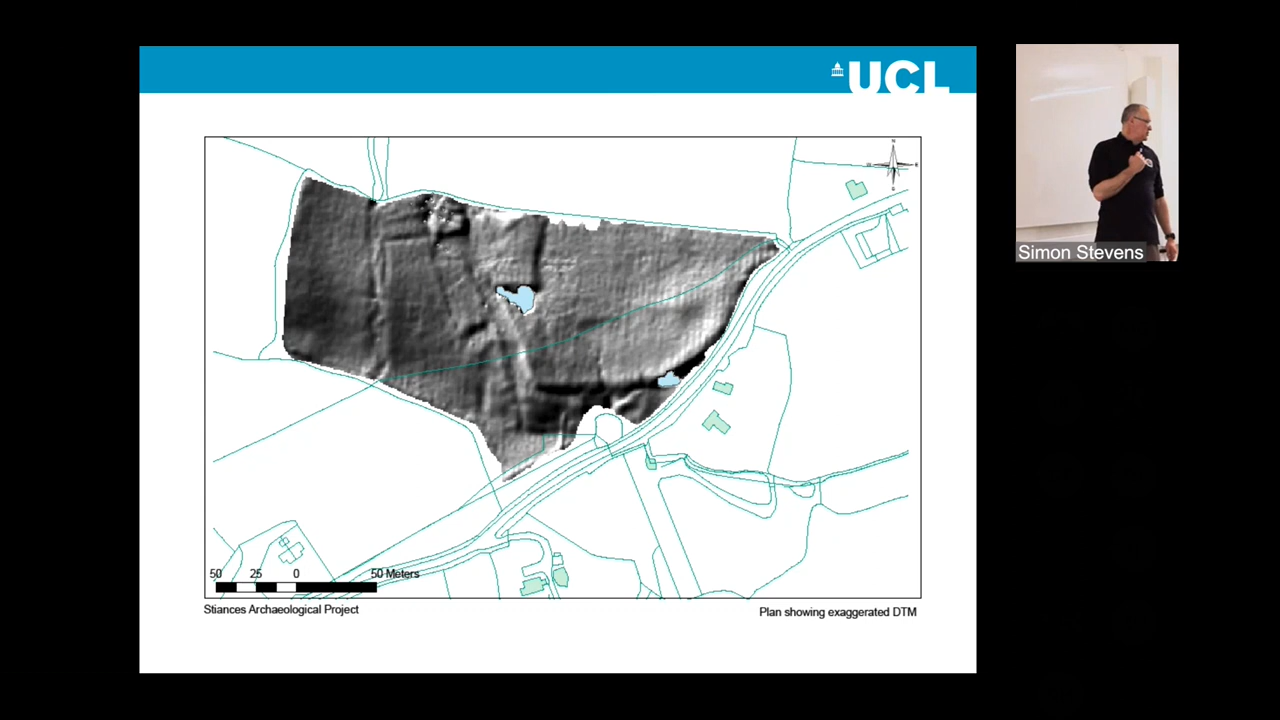 UCL
N
S
E
50 25 0 50 Meters
Stiances Archaeological Project
Plan showing exaggerated DTM
Simon Stevens